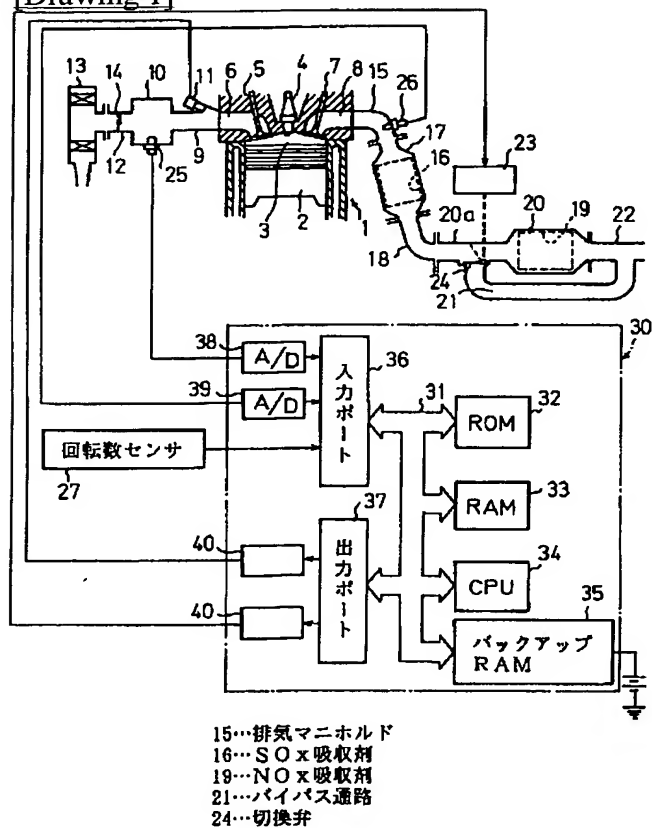 [Drawing 1]
13 14 10 11 6 5 4 7 8 15 26
17
16
23
12 25 9
3 2 1
20a 20 19 22
18 24 21
30
38 A/D 36
39 A/D 入力ポート 31 ROM 32
回転数センサ
27
RAM 33
37
40 出力ポート CPU 34
40 35
バックアップ
RAM
15…排気マニホルド
16…SOx吸収剤
19…NOx吸収剤
21…バイパス通路
24…切換弁